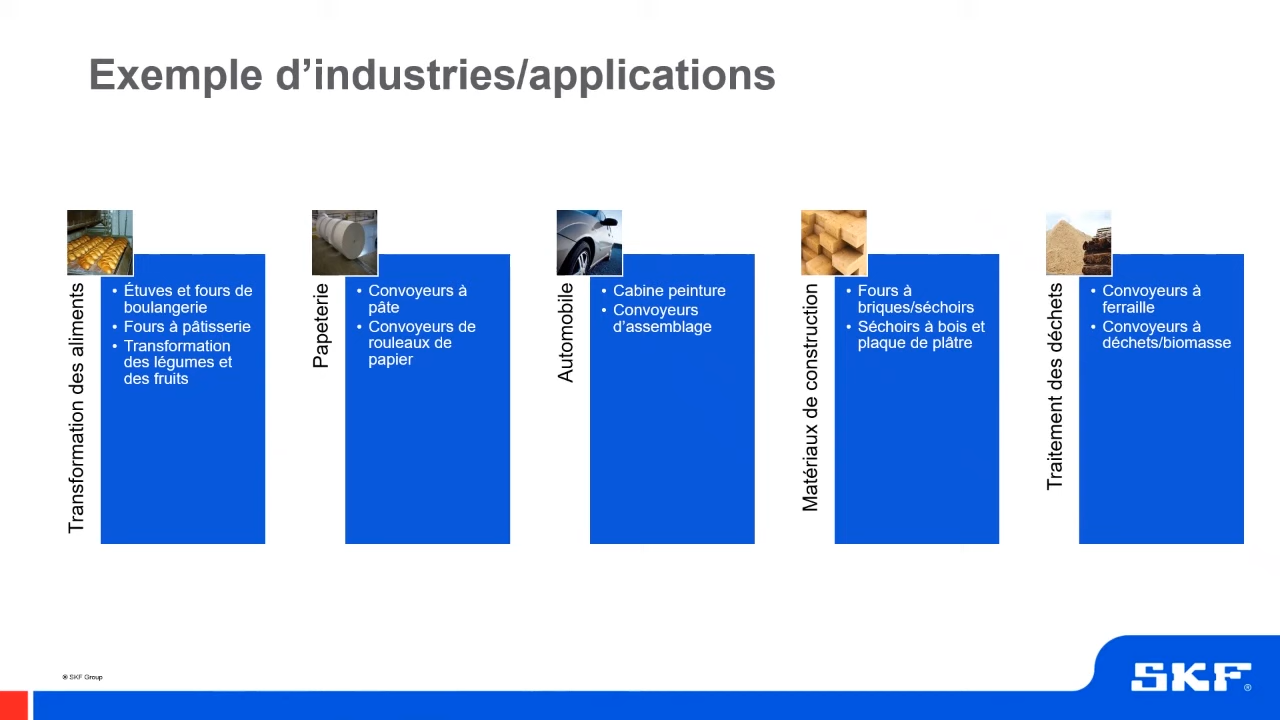 Exemple d’industries/applications
Transformation des aliments
• Étuves et fours de
boulangerie
• Fours à pâtisserie
• Transformation
des légumes et
des fruits
Papeterie
• Convoyeurs à
pâte
• Convoyeurs de
rouleaux de
papier
Automobile
• Cabine peinture
• Convoyeurs
d’assemblage
Matériaux de construction
• Fours à
briques/séchoirs
• Séchoirs à bois et
plaque de plâtre
Traitement des déchets
• Convoyeurs à
ferraille
• Convoyeurs à
déchets/biomasse
® SKF Group
SKF®